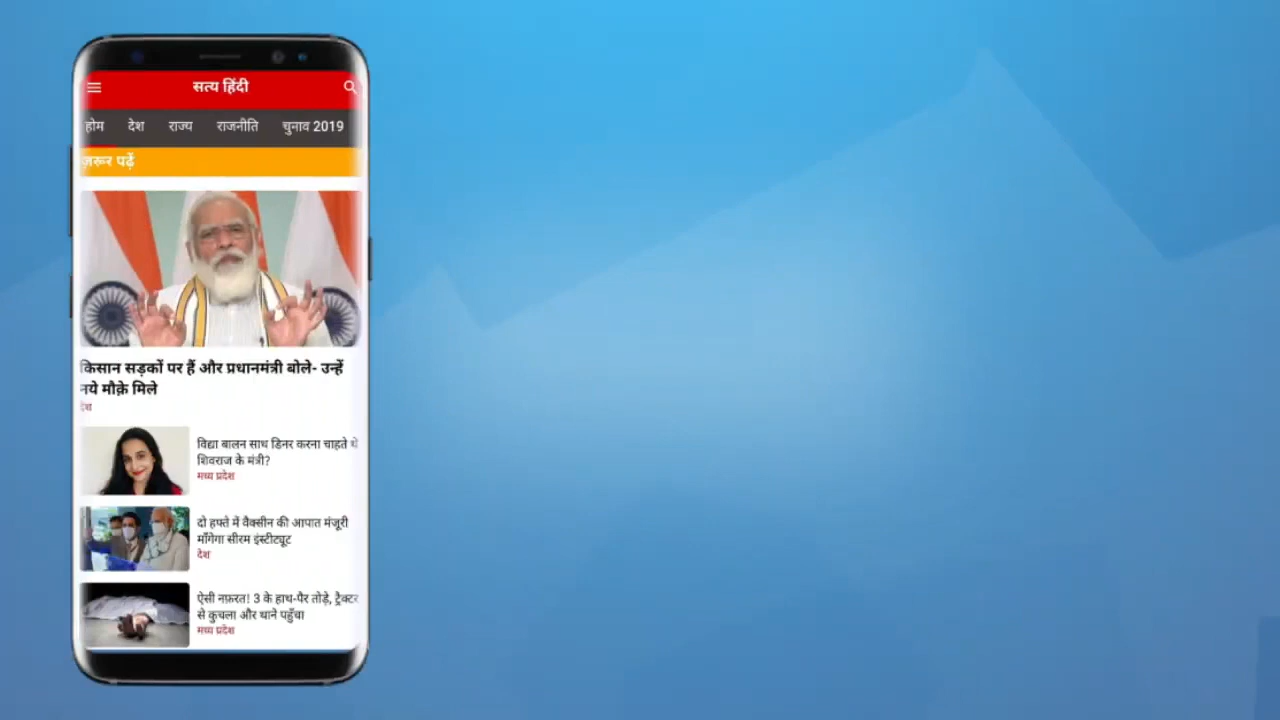 सत्य हिंदी
होम देश राज्य राजनीति चुनाव 2019
ज़रूर पढ़ें
किसान सड़कों पर हैं और प्रधानमंत्री बोले- उन्हें
नये मौक़े मिले
देश
विद्या बालन साथ डिनर करना चाहते थे
शिवराज के मंत्री?
मध्य प्रदेश
दो हफ्ते में वैक्सीन की आपात मंजूरी
माँगेगा सीरम इंस्टीट्यूट
देश
ऐसी नफ़रत! 3 के हाथ-पैर तोड़े, ट्रैक्टर
से कुचला और थाने पहुँचा
मध्य प्रदेश